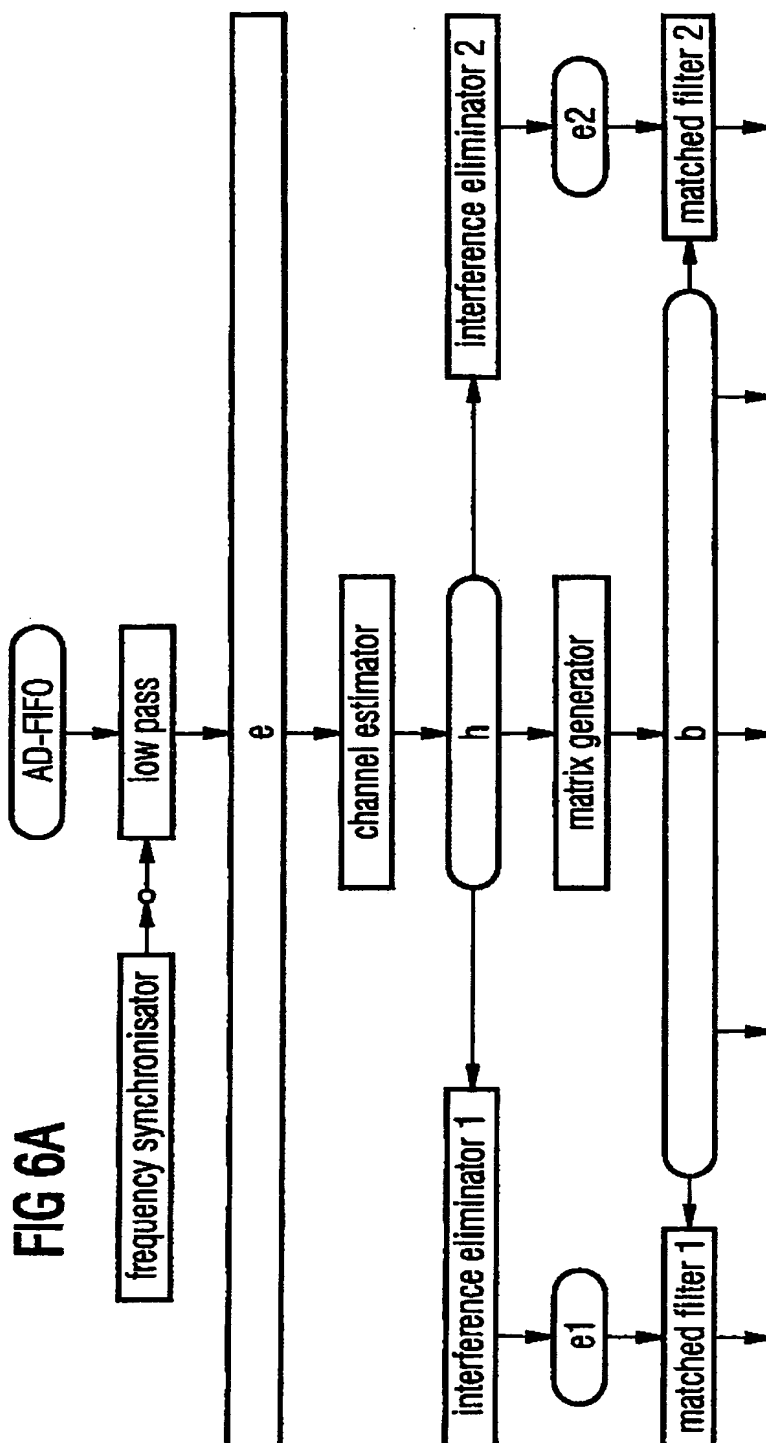 FIG 6A
AD-FIFO
frequency synchronisator
low pass
e
channel estimator
interference eliminator 1
h
interference eliminator 2
e1
matrix generator
e2
matched filter 1
b
matched filter 2